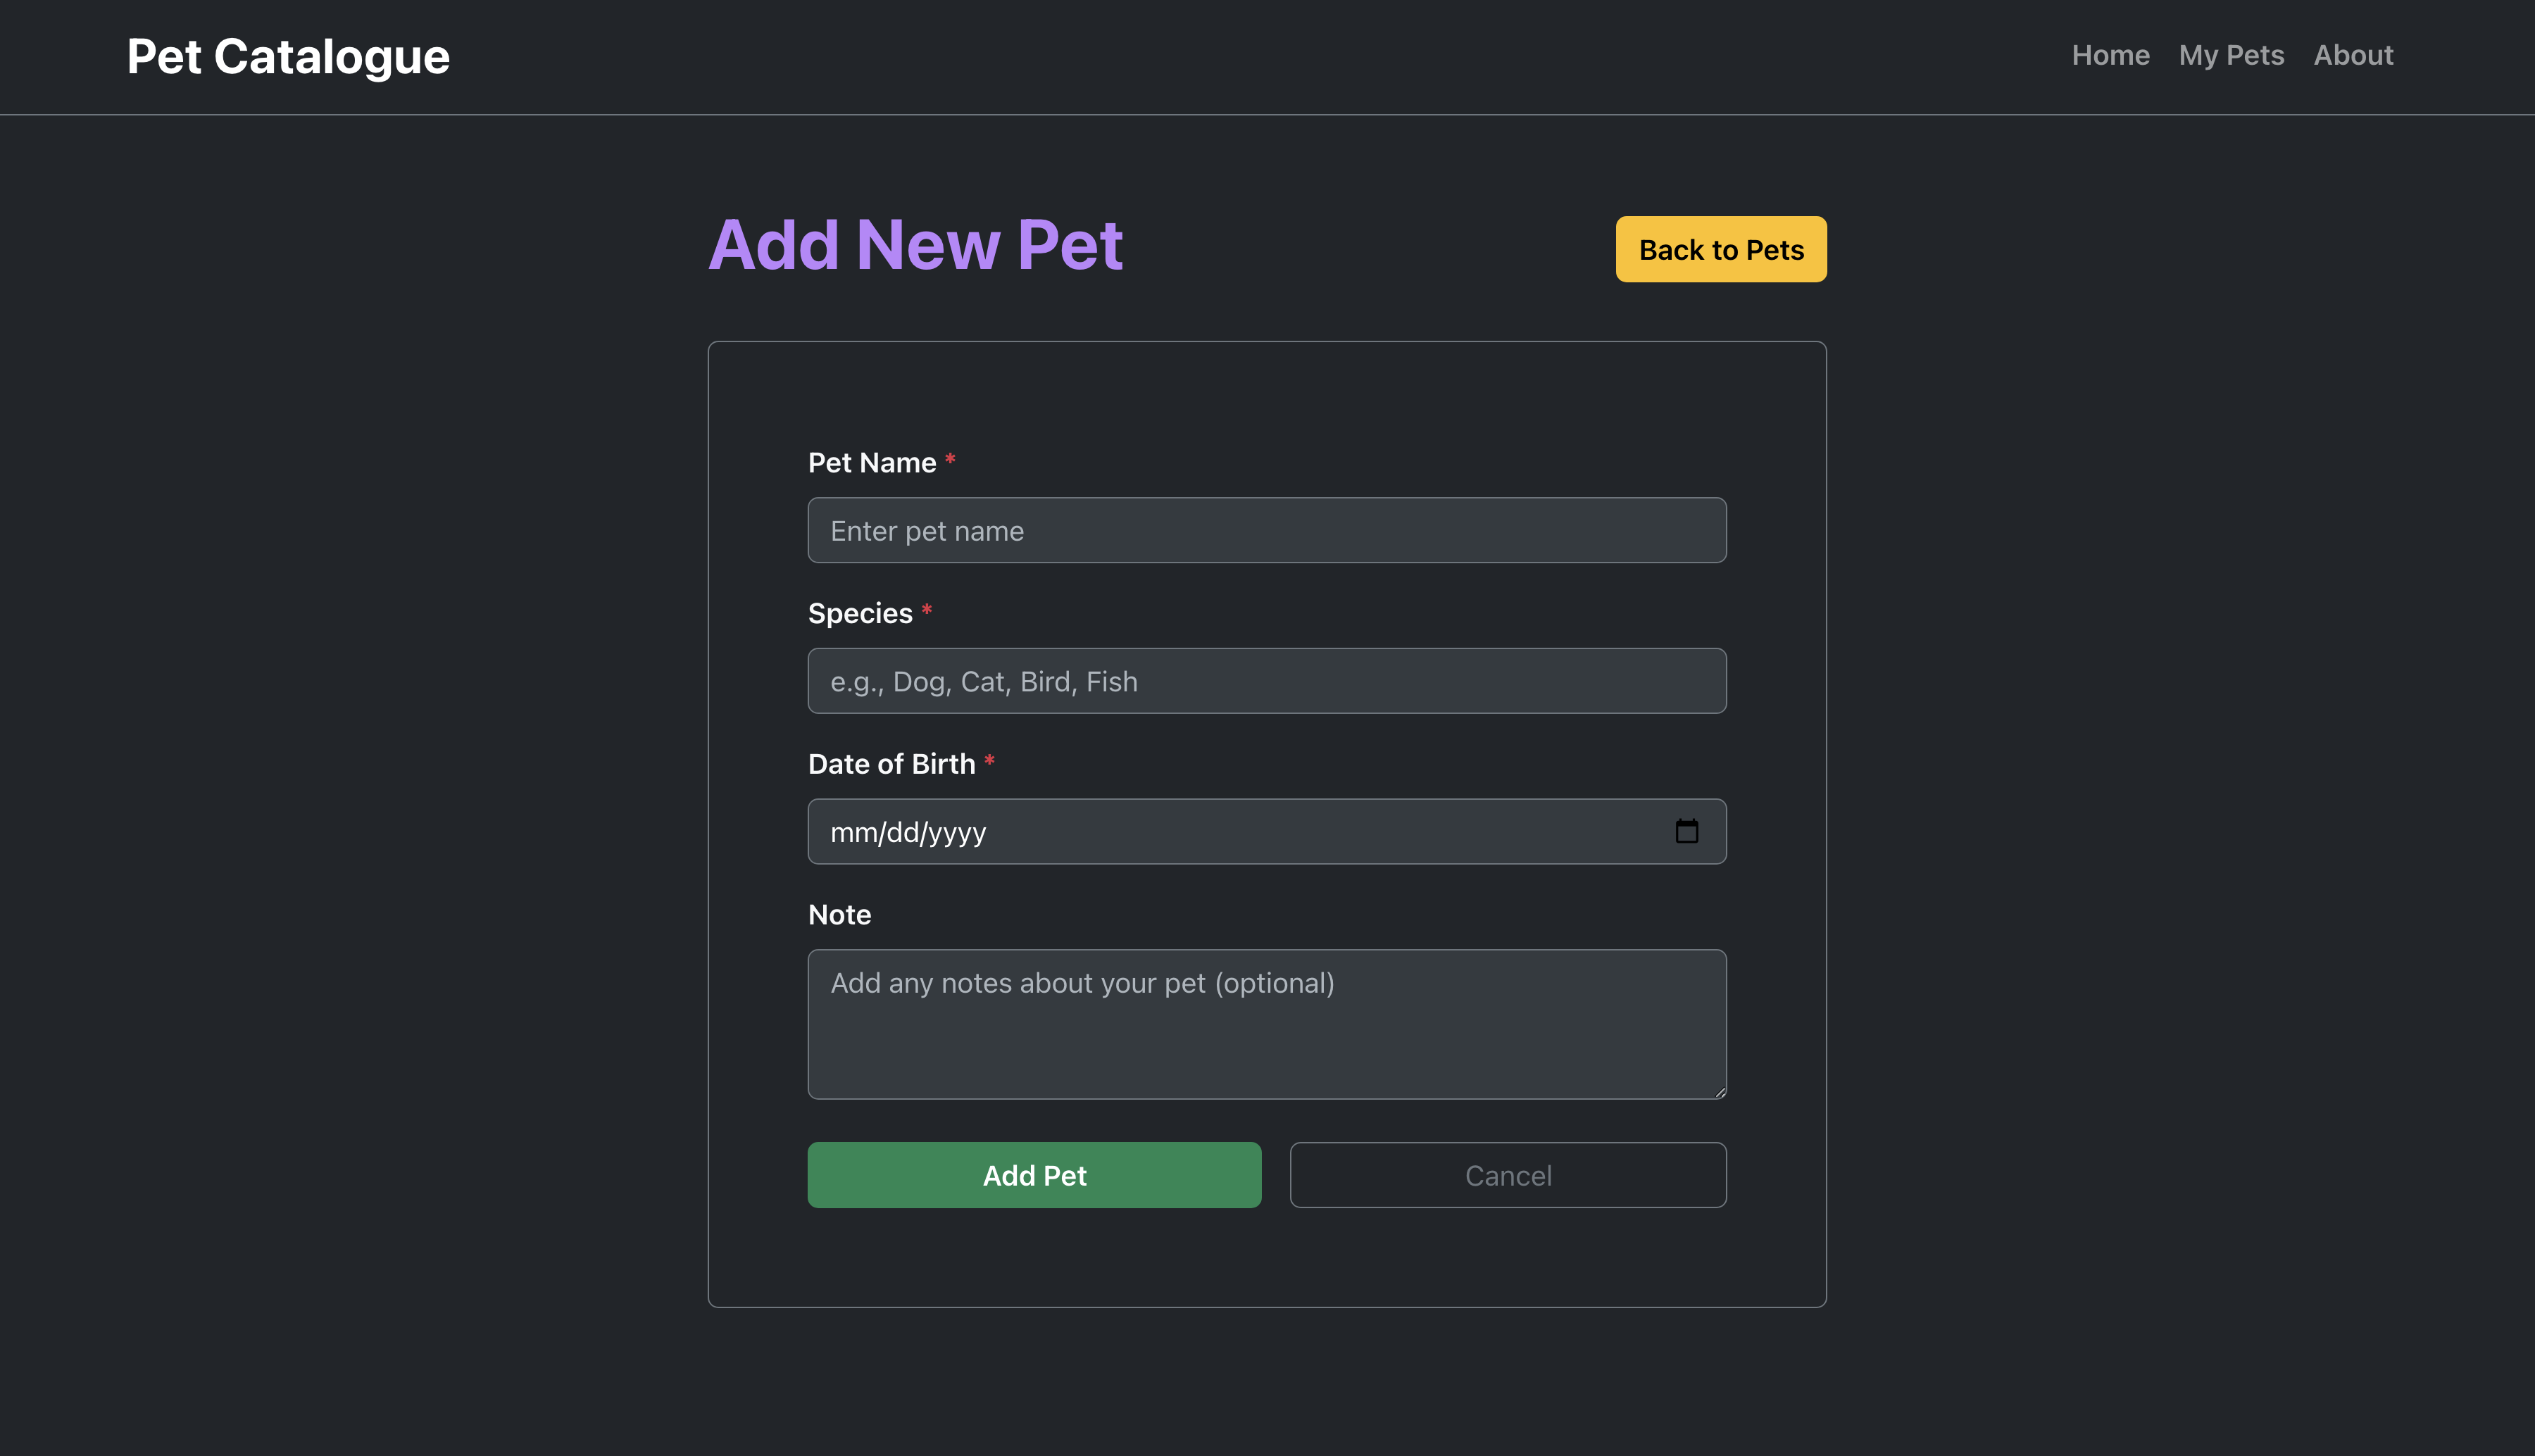 Pet Catalogue
Home My Pets About
Add New Pet
Back to Pets
Pet Name *
Enter pet name
Species *
e.g., Dog, Cat, Bird, Fish
Date of Birth *
mm/dd/yyyy
Note
Add any notes about your pet (optional)
Add Pet
Cancel